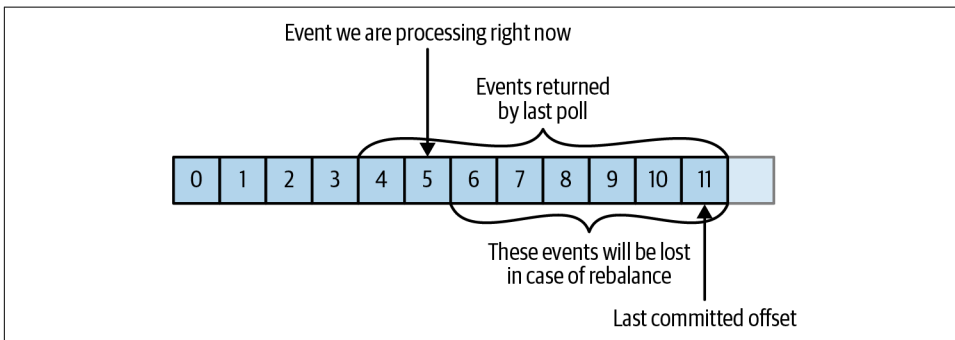 Event we are processing right now
Events returned
by last poll
0 1 2 3 4 5 6 7 8 9 10 11
These events will be lost
in case of rebalance
Last committed offset